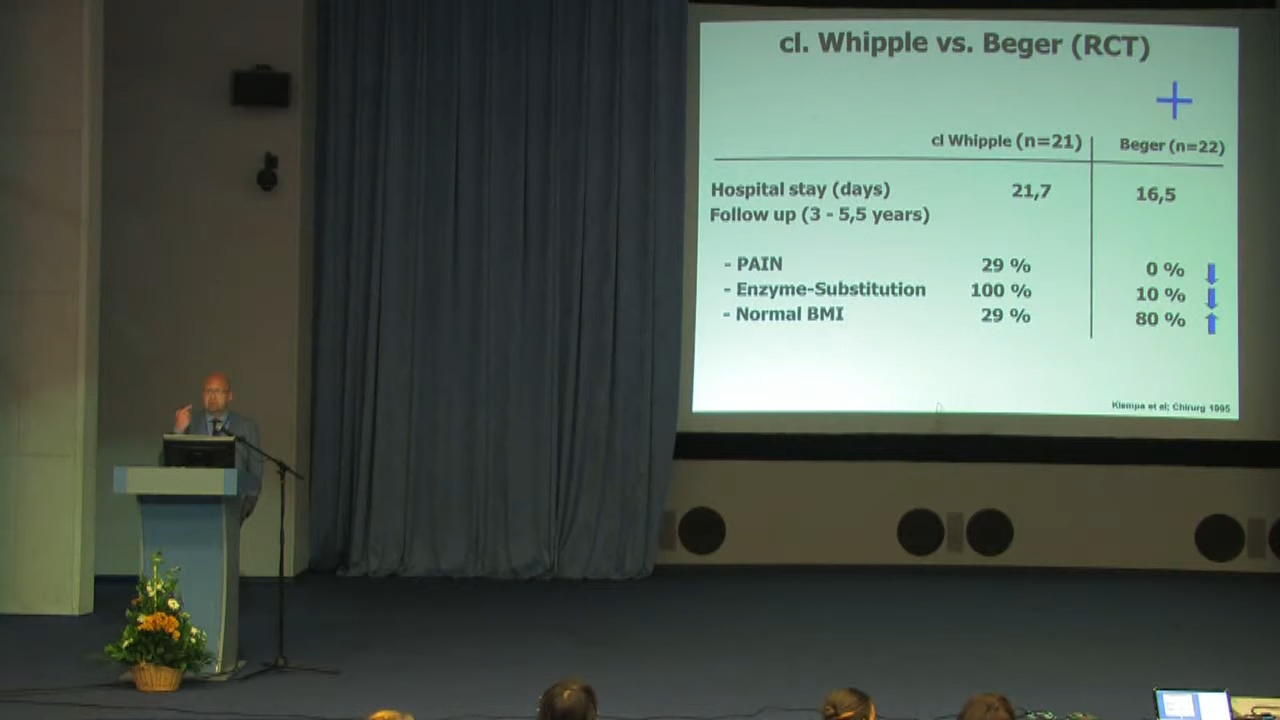 cl. Whipple vs. Beger (RCT)
+
cl Whipple (n=21) Beger (n=22)
Hospital stay (days) 21,7 16,5
Follow up (3 - 5,5 years)
- PAIN 29 % 0 %
- Enzyme-Substitution 100 % 10 %
- Normal BMI 29 % 80 %
Klempa et al; Chirurg 1995